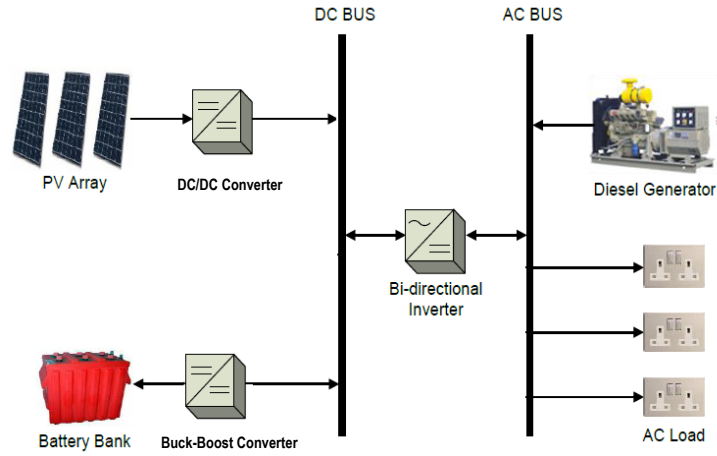 DC BUS
AC BUS
PV Array
DC/DC Converter
Diesel Generator
Bi-directional
Inverter
Battery Bank
Buck-Boost Converter
AC Load